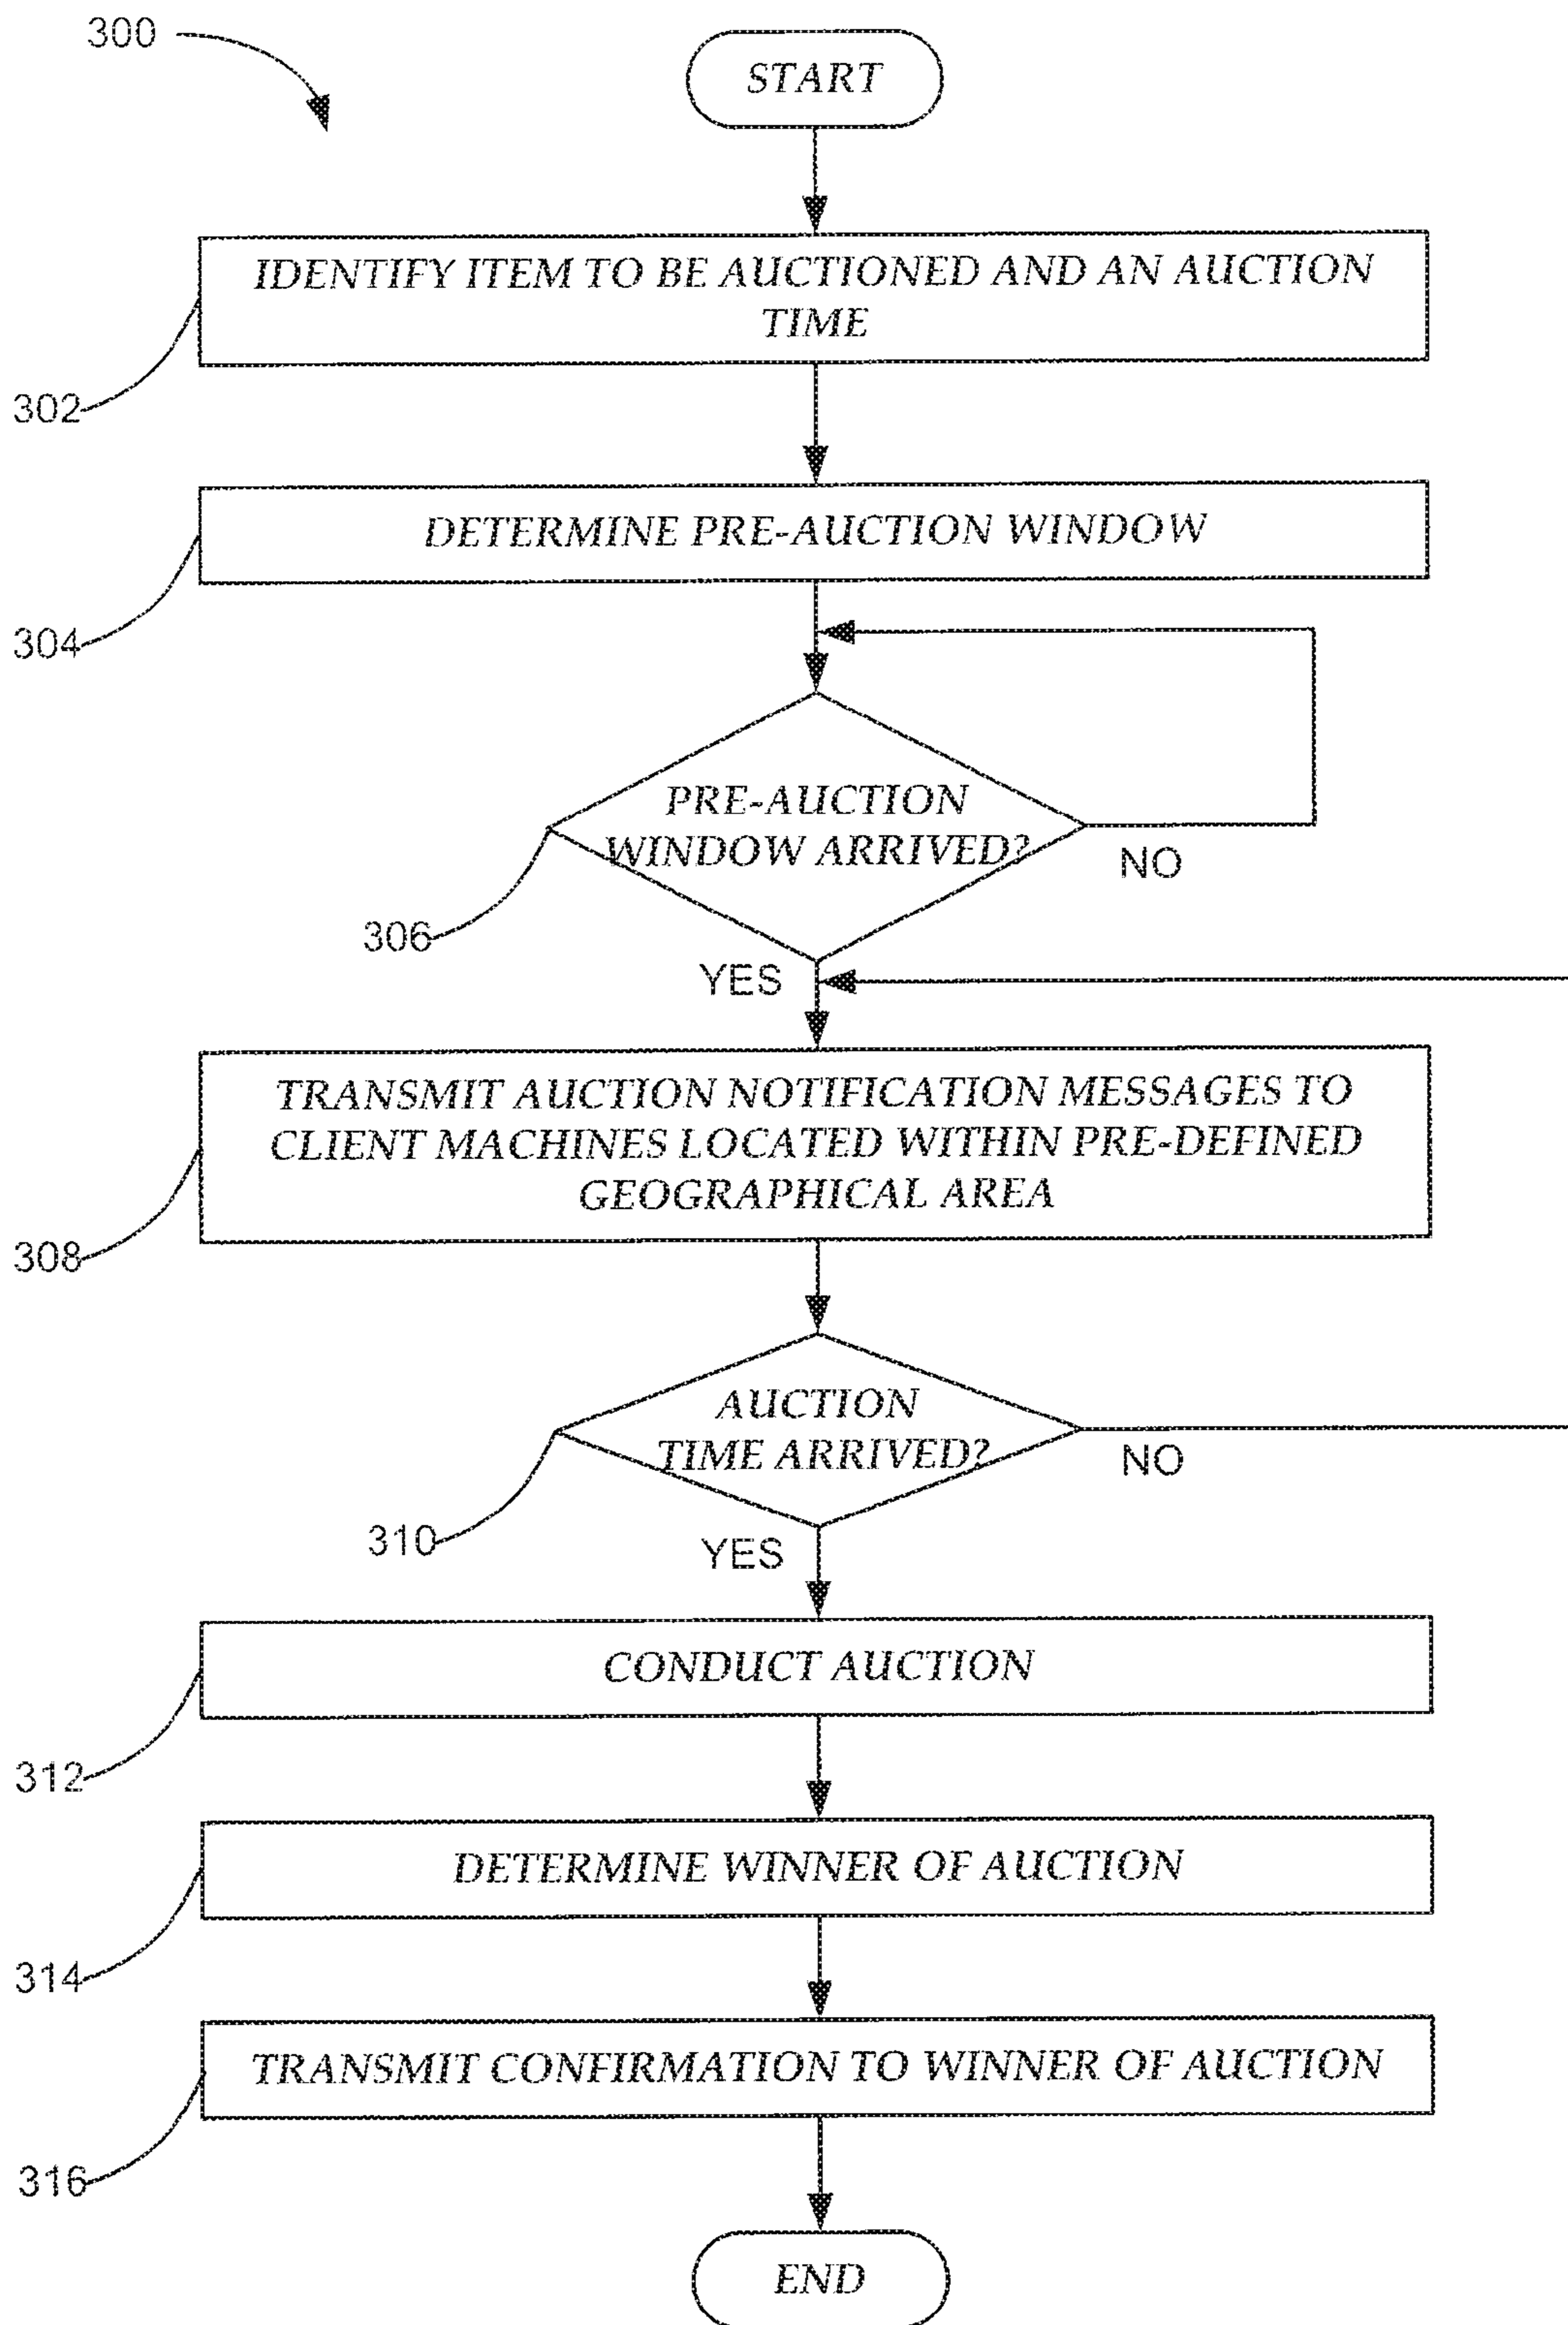 300
START
IDENTIFY ITEM TO BE AUCTIONED AND AN AUCTION
TIME
302
DETERMINE PRE-AUCTION WINDOW
304
PRE-AUCTION
WINDOW ARRIVED?
NO
306
YES
TRANSMIT AUCTION NOTIFICATION MESSAGES TO
CLIENT MACHINES LOCATED WITHIN PRE-DEFINED
GEOGRAPHICAL AREA
308
AUCTION
TIME ARRIVED?
NO
310
YES
CONDUCT AUCTION
312
DETERMINE WINNER OF AUCTION
314
TRANSMIT CONFIRMATION TO WINNER OF AUCTION
316
END